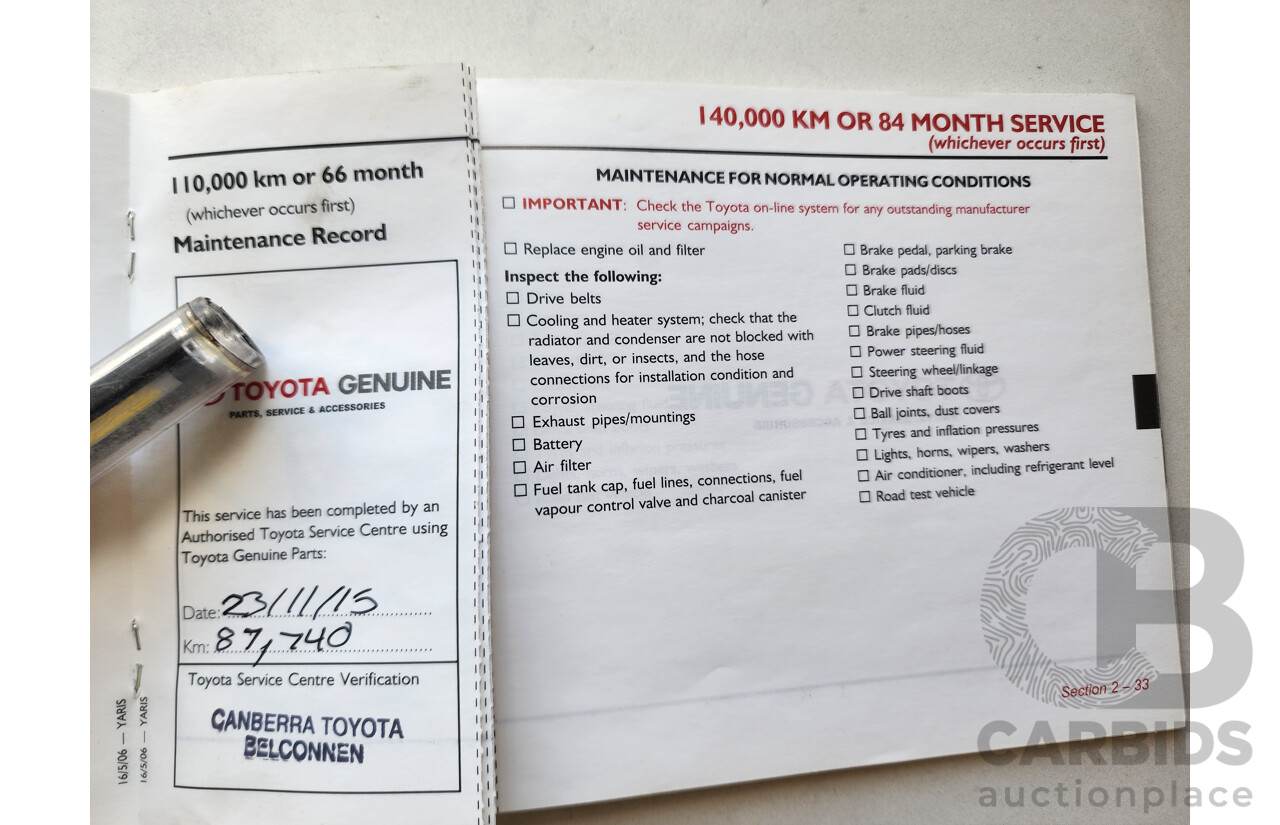 110,000 km or 66 month
(whichever occurs first)
Maintenance Record
TOYOTA GENUINE
PARTS, SERVICE & ACCESSORIES
This service has been completed by an
Authorised Toyota Service Centre using
Toyota Genuine Parts:
Date: 23/11/15
Km: 87,740
Toyota Service Centre Verification
CANBERRA TOYOTA
BELCONNEN
16/5/06 — YARIS
16/5/06 — YARIS
140,000 KM OR 84 MONTH SERVICE
(whichever occurs first)
MAINTENANCE FOR NORMAL OPERATING CONDITIONS
IMPORTANT: Check the Toyota on-line system for any outstanding manufacturer
service campaigns.
Replace engine oil and filter
Inspect the following:
Drive belts
Cooling and heater system; check that the
radiator and condenser are not blocked with
leaves, dirt, or insects, and the hose
connections for installation condition and
corrosion
Exhaust pipes/mountings
Battery
Air filter
Fuel tank cap, fuel lines, connections, fuel
vapour control valve and charcoal canister
Brake pedal, parking brake
Brake pads/discs
Brake fluid
Clutch fluid
Brake pipes/hoses
Power steering fluid
Steering wheel/linkage
Drive shaft boots
Ball joints, dust covers
Tyres and inflation pressures
Lights, horns, wipers, washers
Air conditioner, including refrigerant level
Road test vehicle
Section 2 – 33
CB
CARBIDS
auctionplace